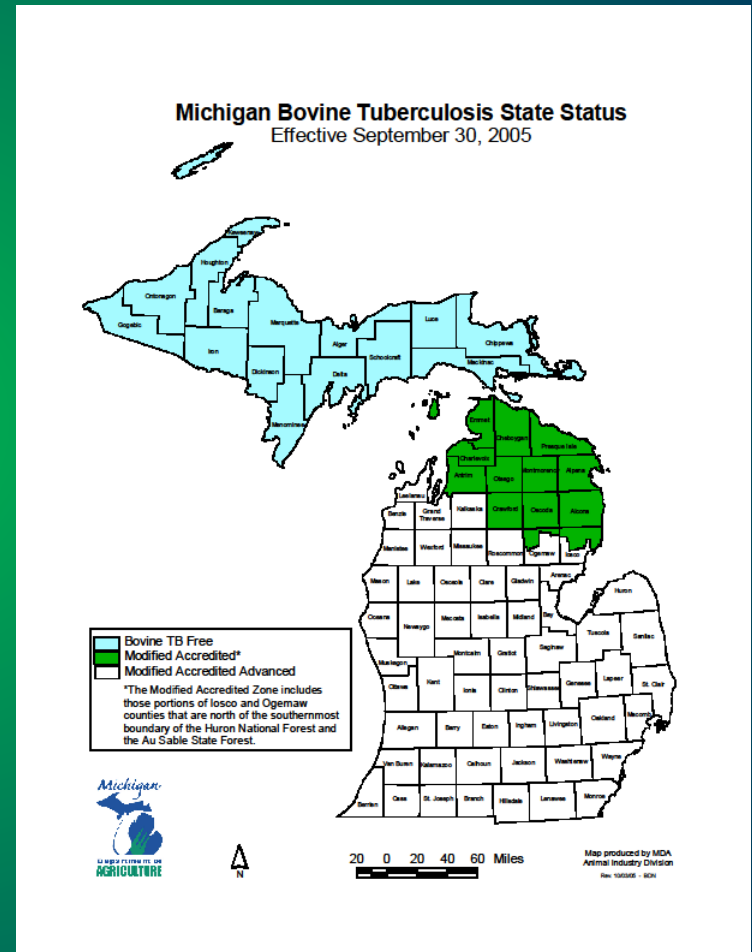 Michigan Bovine Tuberculosis State Status
Effective September 30, 2005
Keweenaw
Houghton
Ontonagon
Baraga
Gogebic
Marquette
Luce
Iron
Alger
Chippewa
Schoolcraft
Mackinac
Dickinson
Delta
Menominee
Emmet
Cheboygan
Presque Isle
Charlevoix
Antrim
Otsego
Montmorency
Alpena
Leelanau
Benzie
Grand
Traverse
Kalkaska
Crawford
Oscoda
Alcona
Manistee
Wexford
Missaukee
Roscommon
Ogemaw
Iosco
Mason
Lake
Osceola
Clare
Gladwin
Arenac
Huron
Oceana
Newaygo
Mecosta
Isabella
Midland
Bay
Tuscola
Sanilac
Muskegon
Montcalm
Gratiot
Saginaw
Ottawa
Kent
Ionia
Clinton
Shiawassee
Genesee
Lapeer
St. Clair
Allegan
Barry
Eaton
Ingham
Livingston
Oakland
Macomb
Van Buren
Kalamazoo
Calhoun
Jackson
Washtenaw
Wayne
Berrien
Cass
St. Joseph
Branch
Hillsdale
Lenawee
Monroe
Bovine TB Free
Modified Accredited*
Modified Accredited Advanced
*The Modified Accredited Zone includes
those portions of Iosco and Ogemaw
counties that are north of the southernmost
boundary of the Huron National Forest and
the Au Sable State Forest.
Michigan
Department of
AGRICULTURE
N
20 0 20 40 60 Miles
Map produced by MDA
Animal Industry Division